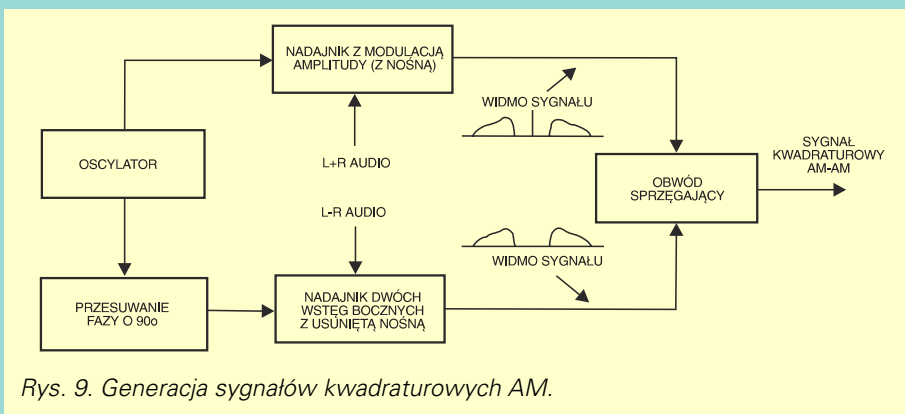 NADAJNIK Z MODULACJĄ
AMPLITUDY (Z NOŚNĄ)
WIDMO SYGNAŁU
OSCYLATOR
L+R AUDIO
SYGNAŁ
KWADRATUROWY
AM-AM
OBWÓD
SPRZĘGAJĄCY
L-R AUDIO
WIDMO SYGNAŁU
PRZESUWANIE
FAZY O 90o
NADAJNIK DWÓCH
WSTĘG BOCZNYCH
Z USUNIĘTĄ NOŚNĄ
Rys. 9. Generacja sygnałów kwadraturowych AM.